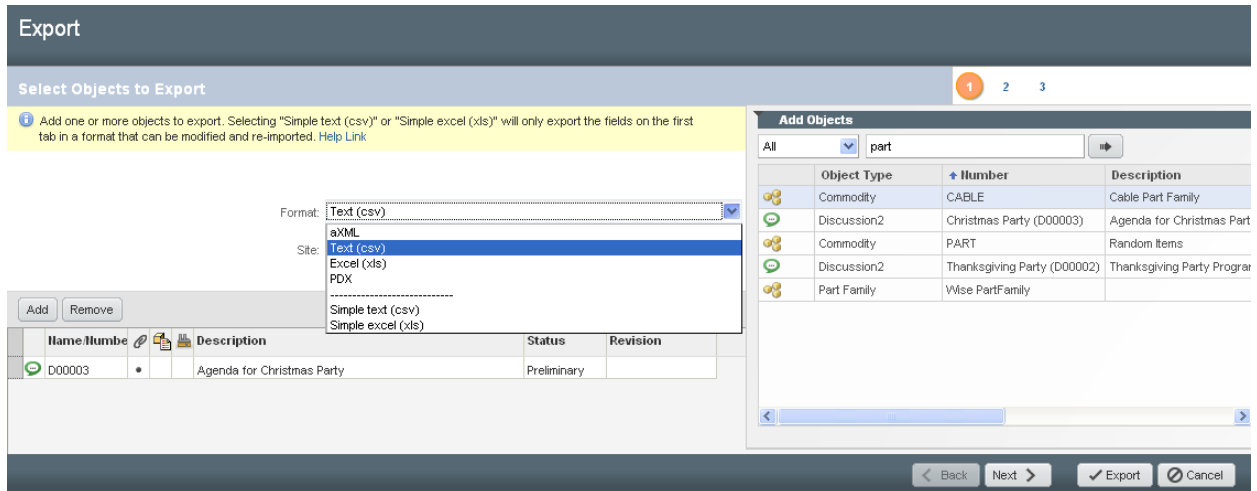 Export
Select Objects to Export
1 2 3
Add one or more objects to export. Selecting "Simple text (csv)" or "Simple excel (xls)" will only export the fields on the first
tab in a format that can be modified and re-imported. Help Link
Format: Text (csv)
aXML
Site: Text (csv)
Excel (xls)
PDX
----------------------------
Simple text (csv)
Simple excel (xls)
Add Remove
Name/Numbe Description Status Revision
D00003 Agenda for Christmas Party Preliminary
Add Objects
All part
Object Type Number Description
Commodity CABLE Cable Part Family
Discussion2 Christmas Party (D00003) Agenda for Christmas Part
Commodity PART Random Items
Discussion2 Thanksgiving Party (D00002) Thanksgiving Party Progra
Part Family Wise PartFamily
Back Next Export Cancel